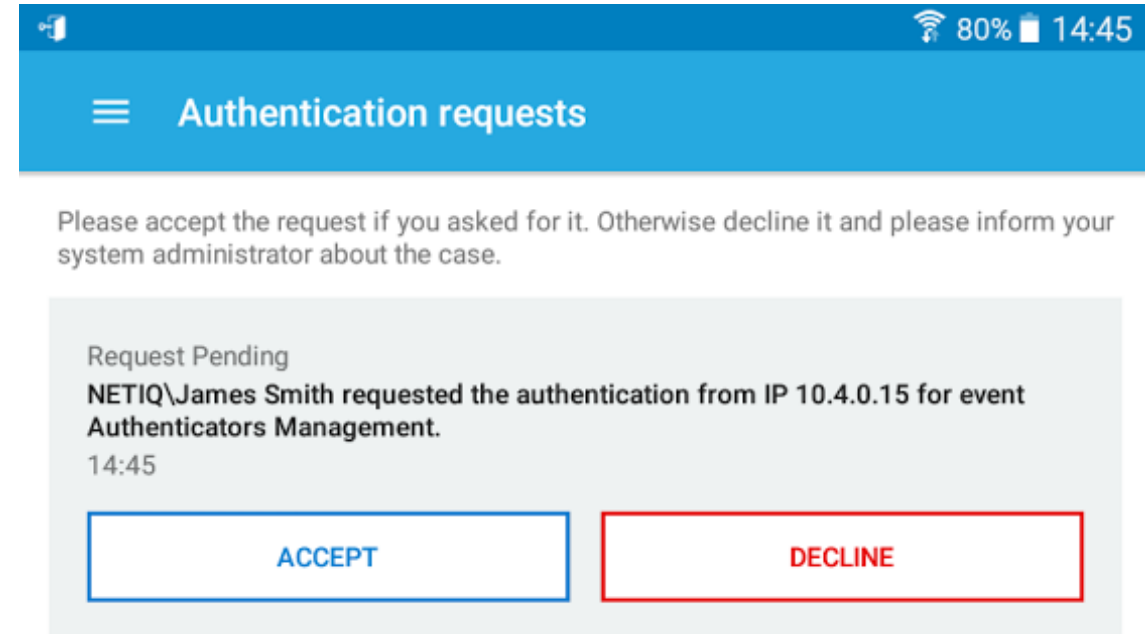 80% 14:45
Authentication requests
Please accept the request if you asked for it. Otherwise decline it and please inform your
system administrator about the case.
Request Pending
NETIQ\James Smith requested the authentication from IP 10.4.0.15 for event
Authenticators Management.
14:45
ACCEPT DECLINE